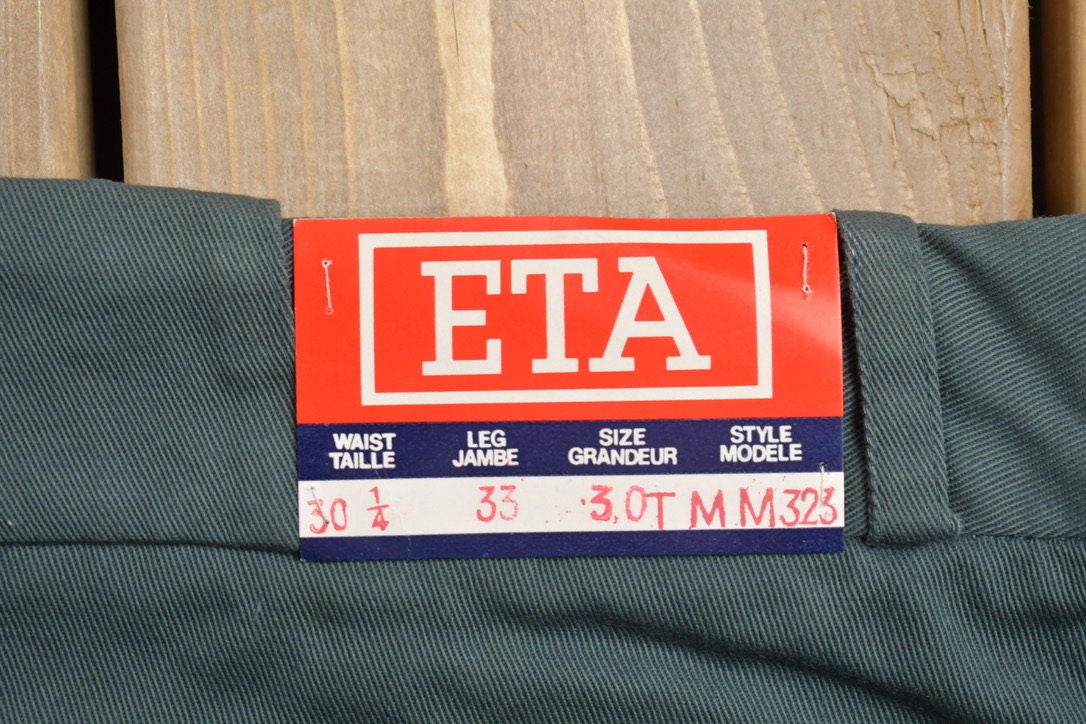 ETA
WAIST LEG SIZE STYLE
TAILLE JAMBE GRANDEUR MODELE
30 1/4 33 3.0T M M323